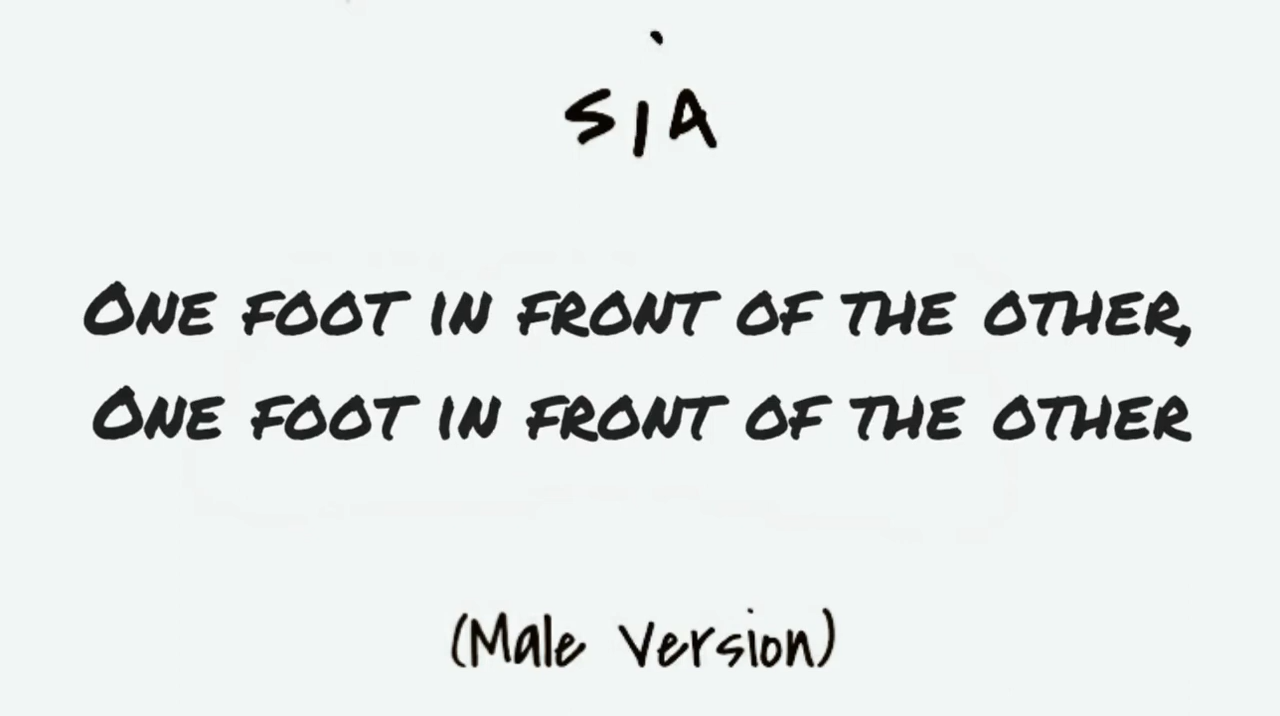 SiA
One foot in front of the other,
One foot in front of the other
(Male Version)